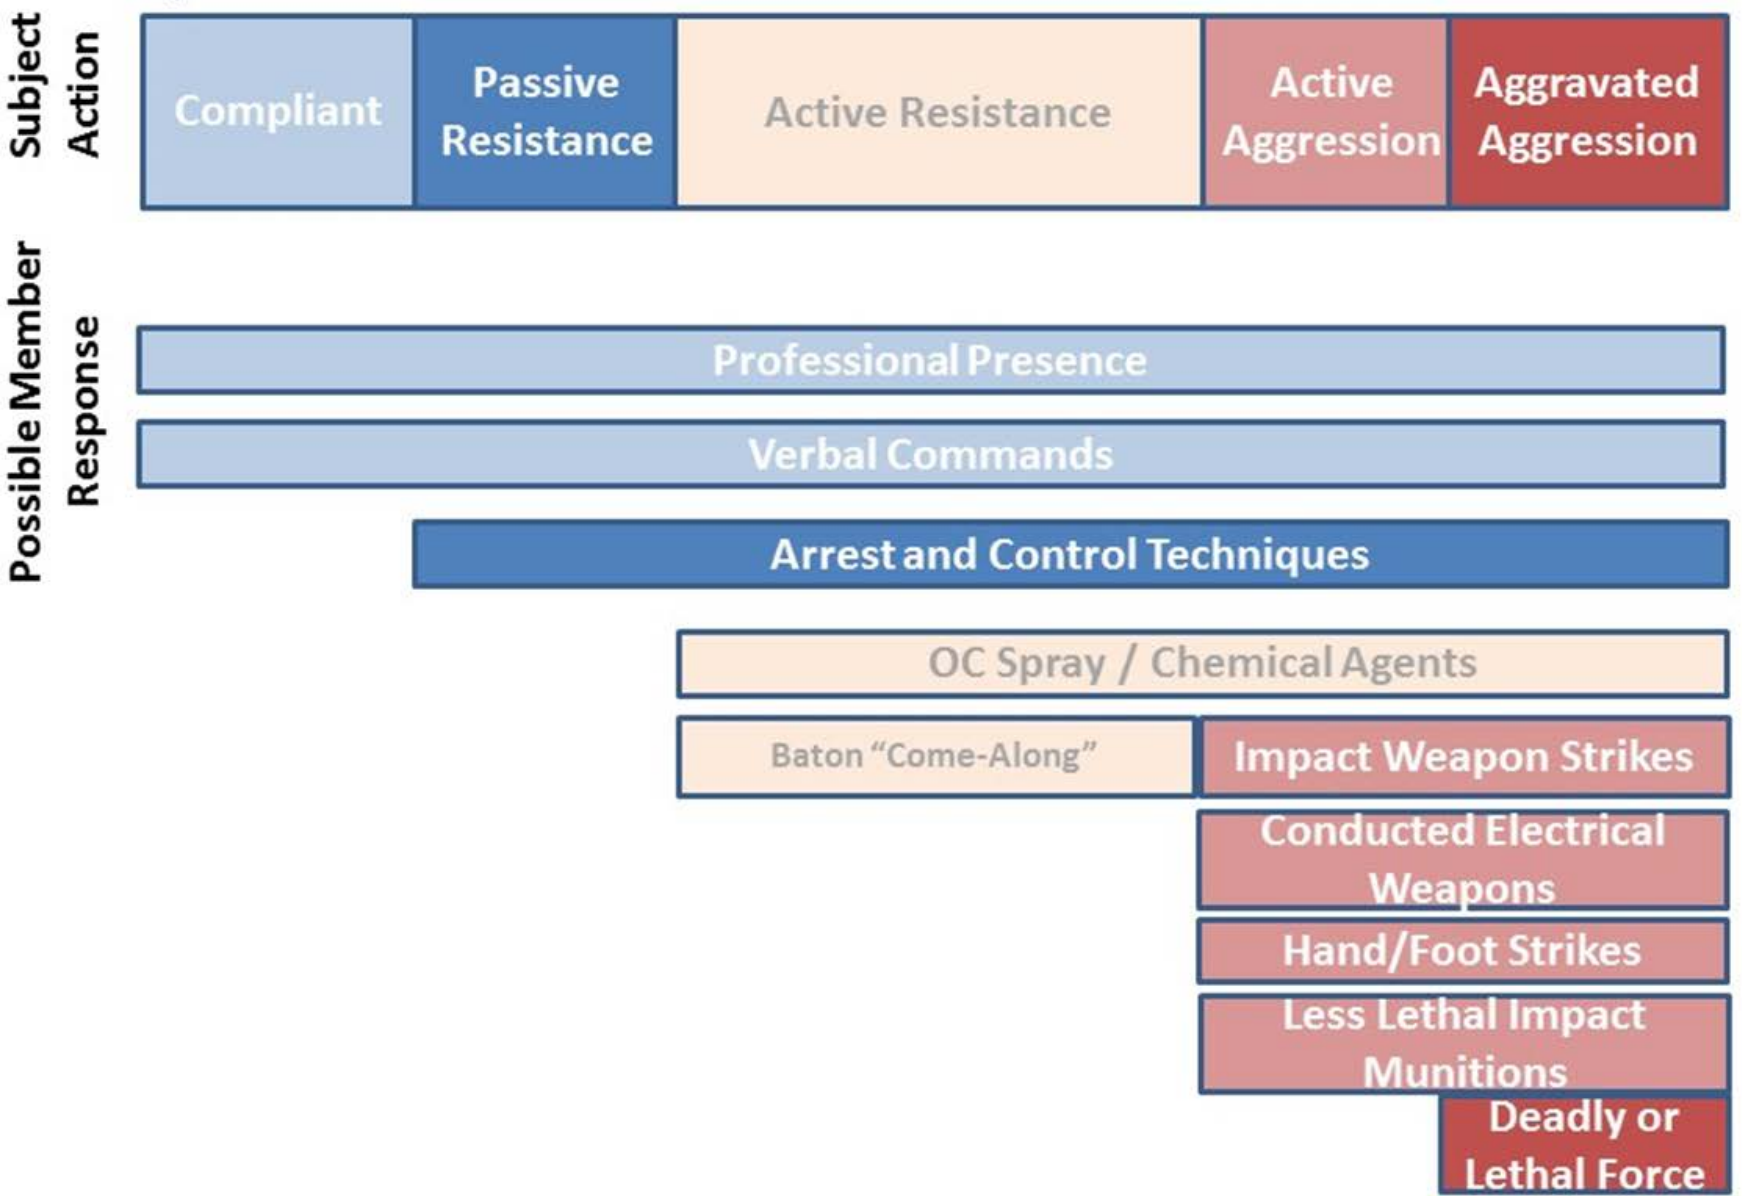 Subject
Action
Compliant
Passive
Resistance
Active Resistance
Active
Aggression
Aggravated
Aggression
Possible Member
Response
Professional Presence
Verbal Commands
Arrest and Control Techniques
OC Spray / Chemical Agents
Baton “Come-Along”
Impact Weapon Strikes
Conducted Electrical
Weapons
Hand/Foot Strikes
Less Lethal Impact
Munitions
Deadly or
Lethal Force